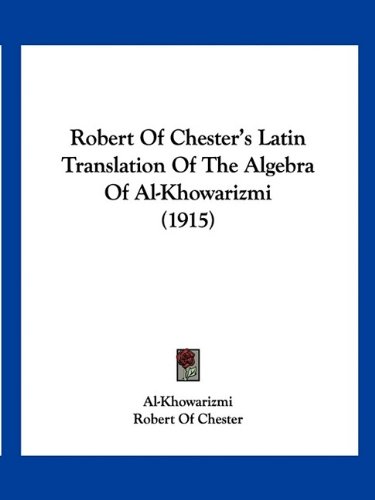 Robert Of Chester's Latin
Translation Of The Algebra
Of Al-Khowarizmi
(1915)
Al-Khowarizmi
Robert Of Chester